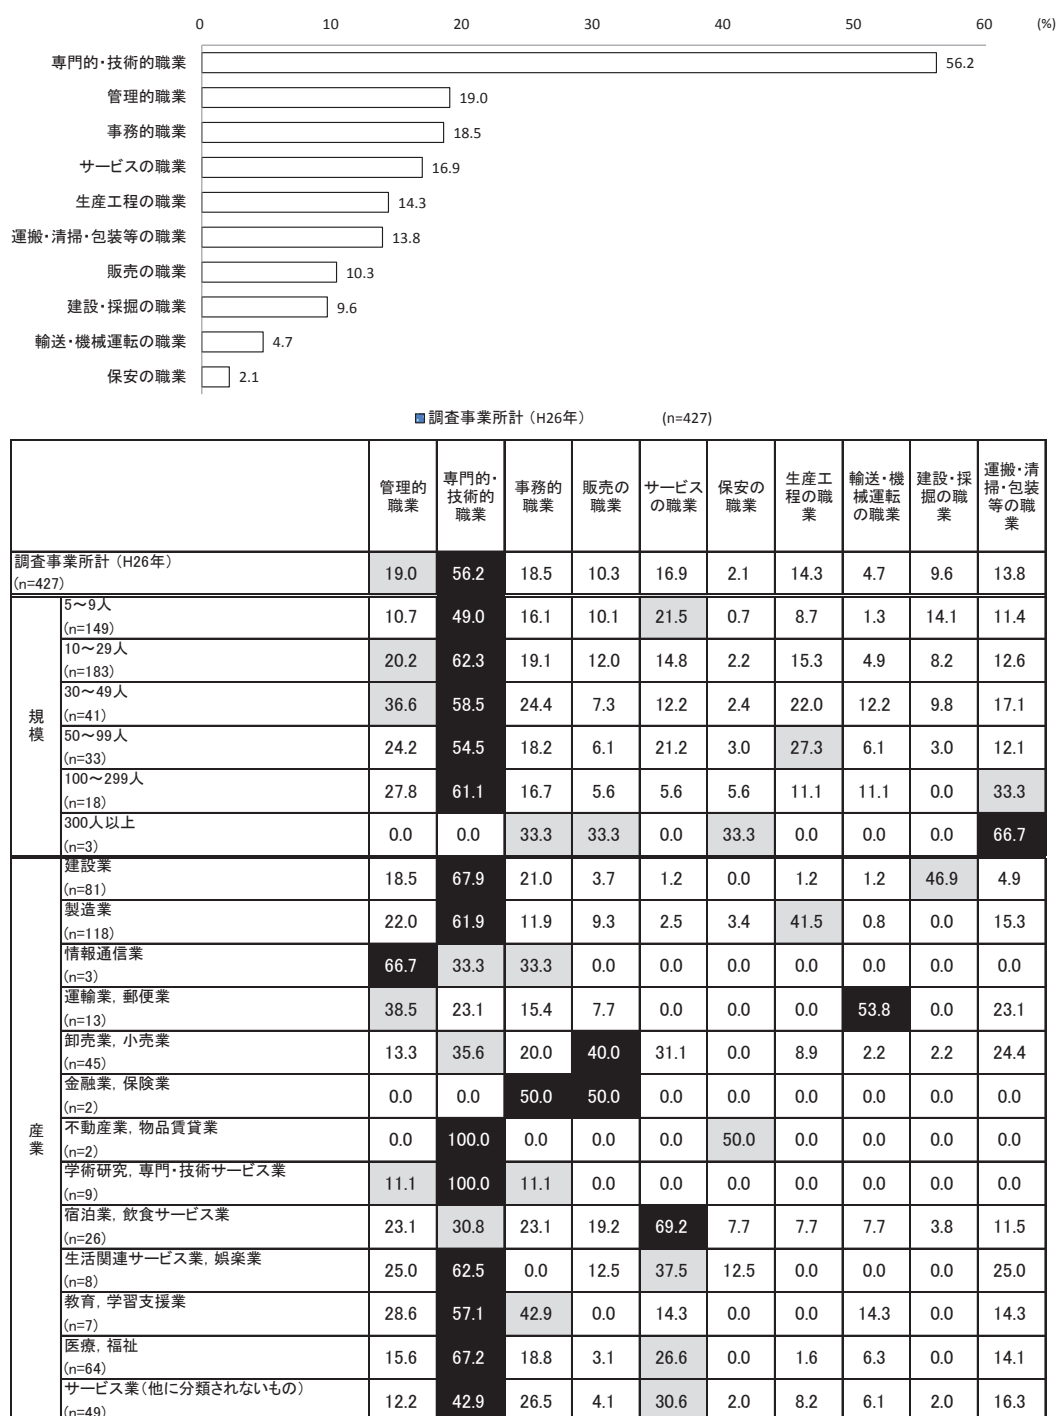 0 10 20 30 40 50 60 (%)
専門的・技術的職業 56.2
管理的職業 19.0
事務的職業 18.5
サービスの職業 16.9
生産工程の職業 14.3
運搬・清掃・包装等の職業 13.8
販売の職業 10.3
建設・採掘の職業 9.6
輸送・機械運転の職業 4.7
保安の職業 2.1
調査事業所計（H26年） (n=427)
管理的職業 専門的・技術的職業 事務的職業 販売の職業 サービスの職業 保安の職業 生産工程の職業 輸送・機械運転の職業 建設・採掘の職業 運搬・清掃・包装等の職業
調査事業所計（H26年）
(n=427) 19.0 56.2 18.5 10.3 16.9 2.1 14.3 4.7 9.6 13.8
規模
5～9人
(n=149) 10.7 49.0 16.1 10.1 21.5 0.7 8.7 1.3 14.1 11.4
10～29人
(n=183) 20.2 62.3 19.1 12.0 14.8 2.2 15.3 4.9 8.2 12.6
30～49人
(n=41) 36.6 58.5 24.4 7.3 12.2 2.4 22.0 12.2 9.8 17.1
50～99人
(n=33) 24.2 54.5 18.2 6.1 21.2 3.0 27.3 6.1 3.0 12.1
100～299人
(n=18) 27.8 61.1 16.7 5.6 5.6 5.6 11.1 11.1 0.0 33.3
300人以上
(n=3) 0.0 0.0 33.3 33.3 0.0 33.3 0.0 0.0 0.0 66.7
産業
建設業
(n=81) 18.5 67.9 21.0 3.7 1.2 0.0 1.2 1.2 46.9 4.9
製造業
(n=118) 22.0 61.9 11.9 9.3 2.5 3.4 41.5 0.8 0.0 15.3
情報通信業
(n=3) 66.7 33.3 33.3 0.0 0.0 0.0 0.0 0.0 0.0 0.0
運輸業，郵便業
(n=13) 38.5 23.1 15.4 7.7 0.0 0.0 0.0 53.8 0.0 23.1
卸売業，小売業
(n=45) 13.3 35.6 20.0 40.0 31.1 0.0 8.9 2.2 2.2 24.4
金融業，保険業
(n=2) 0.0 0.0 50.0 50.0 0.0 0.0 0.0 0.0 0.0 0.0
不動産業，物品賃貸業
(n=2) 0.0 100.0 0.0 0.0 0.0 50.0 0.0 0.0 0.0 0.0
学術研究，専門・技術サービス業
(n=9) 11.1 100.0 11.1 0.0 0.0 0.0 0.0 0.0 0.0 0.0
宿泊業，飲食サービス業
(n=26) 23.1 30.8 23.1 19.2 69.2 7.7 7.7 7.7 3.8 11.5
生活関連サービス業，娯楽業
(n=8) 25.0 62.5 0.0 12.5 37.5 12.5 0.0 0.0 0.0 25.0
教育，学習支援業
(n=7) 28.6 57.1 42.9 0.0 14.3 0.0 0.0 14.3 0.0 14.3
医療，福祉
(n=64) 15.6 67.2 18.8 3.1 26.6 0.0 1.6 6.3 0.0 14.1
サービス業（他に分類されないもの）
(n=49) 12.2 42.9 26.5 4.1 30.6 2.0 8.2 6.1 2.0 16.3